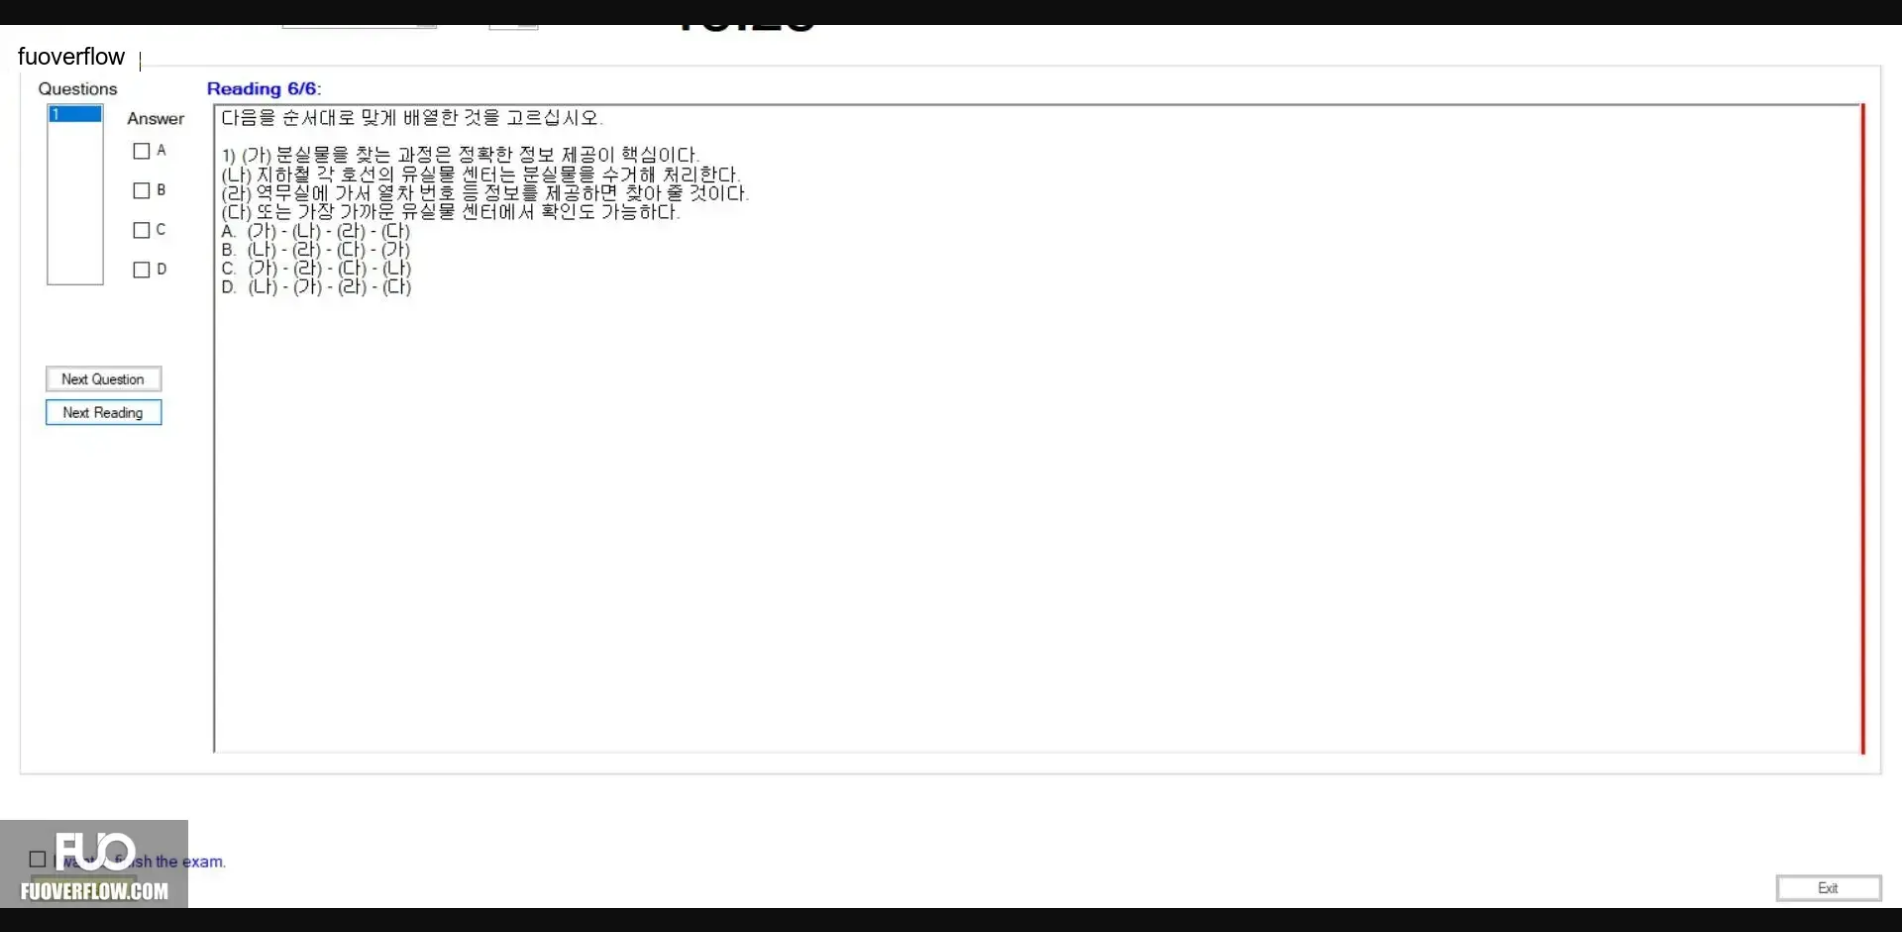 fuoverflow
Questions
Reading 6/6:
1
Answer
다음을 순서대로 맞게 배열한 것을 고르십시오.
A
1) (가) 분실물을 찾는 과정은 정확한 정보 제공이 핵심이다.
(나) 지하철 각 호선의 유실물 센터는 분실물을 수거해 처리한다.
B
(라) 역무실에 가서 열차 번호 등 정보를 제공하면 찾아 줄 것이다.
(다) 또는 가장 가까운 유실물 센터에서 확인도 가능하다.
C
A. (가) - (나) - (라) - (다)
B. (나) - (라) - (다) - (가)
D
C. (가) - (라) - (다) - (나)
D. (나) - (가) - (라) - (다)
Next Question
Next Reading
FUO
the exam.
FUOVERFLOW.COM
Exit